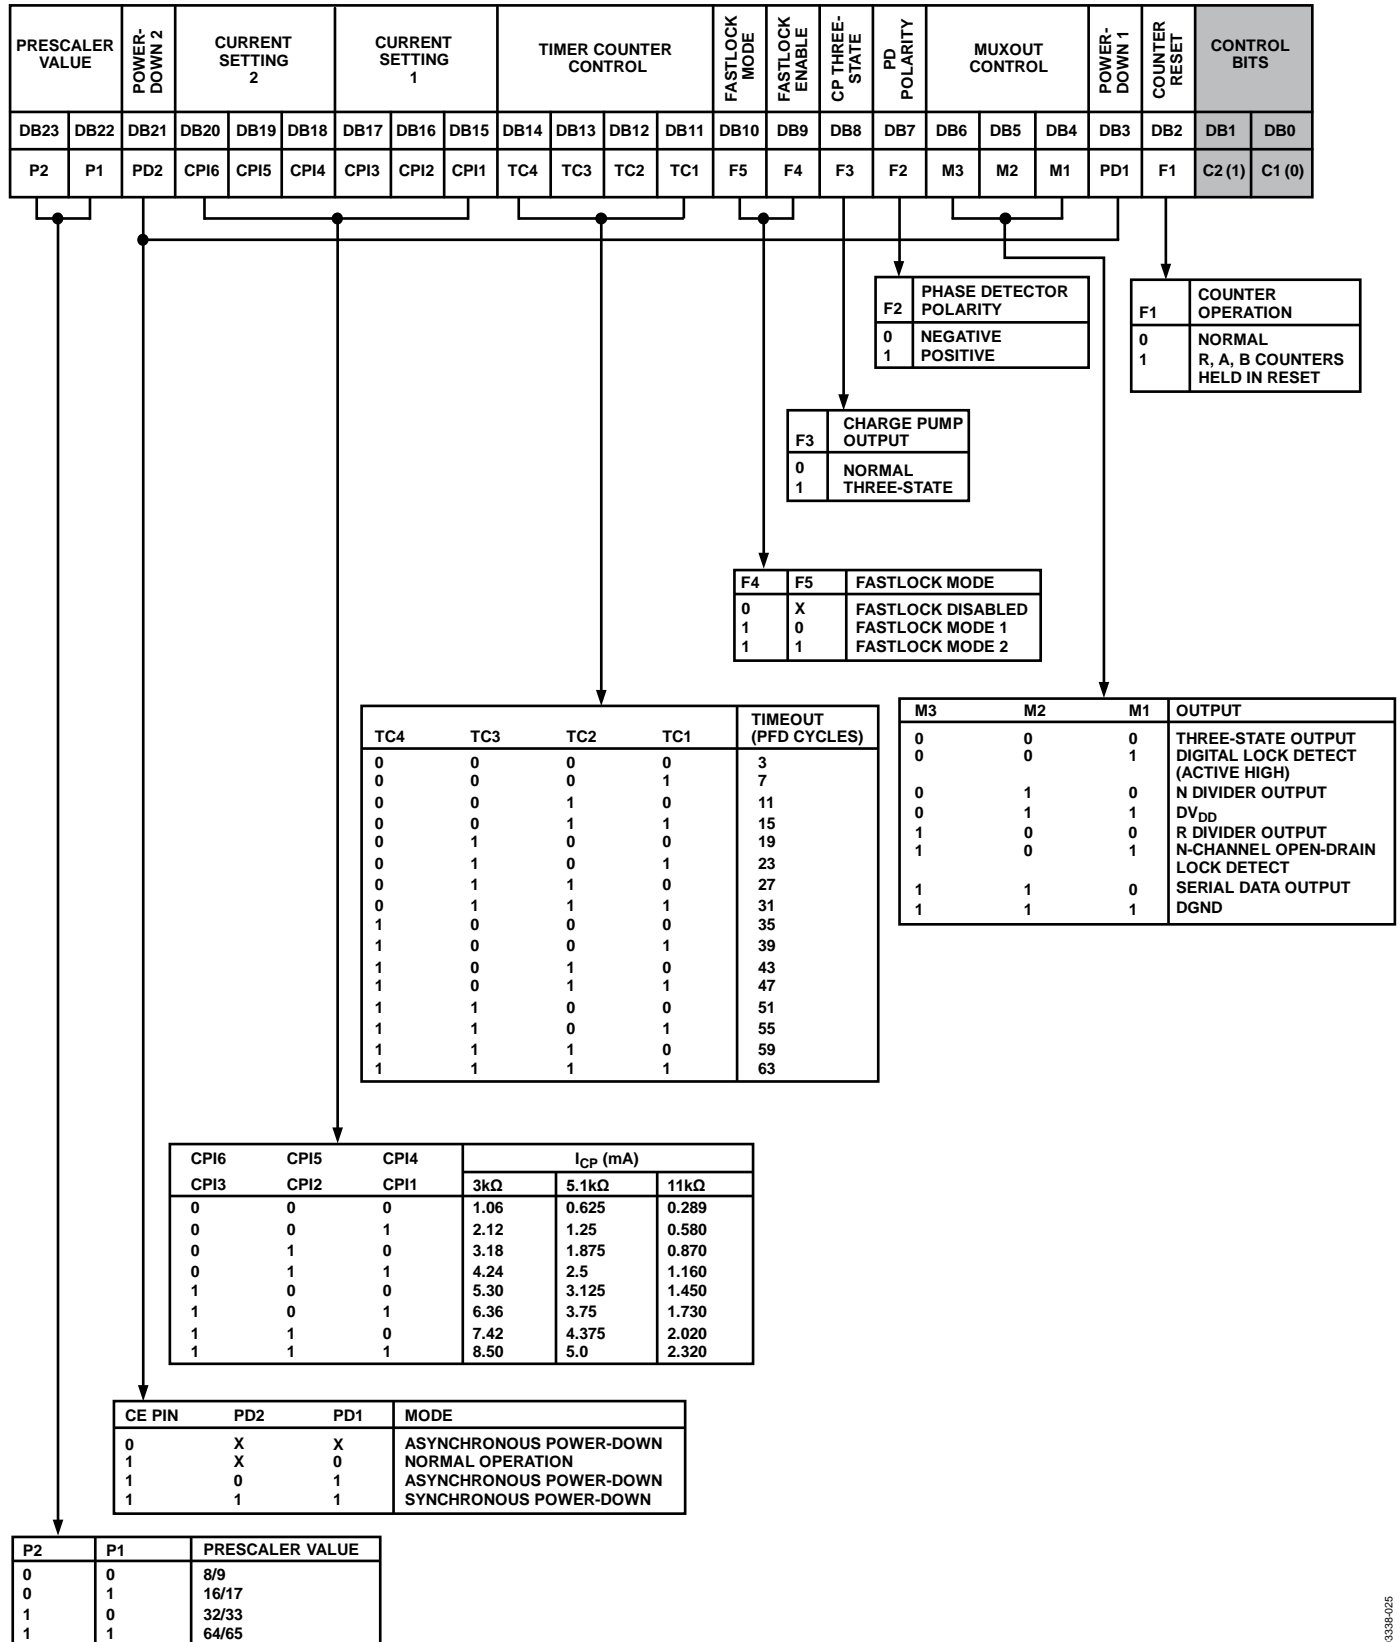 PRESCALER VALUE POWER-DOWN 2 CURRENT SETTING 2 CURRENT SETTING 1 TIMER COUNTER CONTROL FASTLOCK MODE FASTLOCK ENABLE CP THREE-STATE PD POLARITY MUXOUT CONTROL POWER-DOWN 1 COUNTER RESET CONTROL BITS
DB23 DB22 DB21 DB20 DB19 DB18 DB17 DB16 DB15 DB14 DB13 DB12 DB11 DB10 DB9 DB8 DB7 DB6 DB5 DB4 DB3 DB2 DB1 DB0
P2 P1 PD2 CPI6 CPI5 CPI4 CPI3 CPI2 CPI1 TC4 TC3 TC2 TC1 F5 F4 F3 F2 M3 M2 M1 PD1 F1 C2 (1) C1 (0)
F2 PHASE DETECTOR POLARITY
0 NEGATIVE
1 POSITIVE
F1 COUNTER OPERATION
0 NORMAL
1 R, A, B COUNTERS
HELD IN RESET
F3 CHARGE PUMP OUTPUT
0 NORMAL
1 THREE-STATE
F4 F5 FASTLOCK MODE
0 X FASTLOCK DISABLED
1 0 FASTLOCK MODE 1
1 1 FASTLOCK MODE 2
M3 M2 M1 OUTPUT
0 0 0 THREE-STATE OUTPUT
0 0 1 DIGITAL LOCK DETECT
(ACTIVE HIGH)
0 1 0 N DIVIDER OUTPUT
0 1 1 DVDD
1 0 0 R DIVIDER OUTPUT
1 0 1 N-CHANNEL OPEN-DRAIN
LOCK DETECT
1 1 0 SERIAL DATA OUTPUT
1 1 1 DGND
TC4 TC3 TC2 TC1 TIMEOUT (PFD CYCLES)
0 0 0 0 3
0 0 0 1 7
0 0 1 0 11
0 0 1 1 15
0 1 0 0 19
0 1 0 1 23
0 1 1 0 27
0 1 1 1 31
1 0 0 0 35
1 0 0 1 39
1 0 1 0 43
1 0 1 1 47
1 1 0 0 51
1 1 0 1 55
1 1 1 0 59
1 1 1 1 63
CPI6 CPI5 CPI4 ICP (mA)
CPI3 CPI2 CPI1 3kΩ 5.1kΩ 11kΩ
0 0 0 1.06 0.625 0.289
0 0 1 2.12 1.25 0.580
0 1 0 3.18 1.875 0.870
0 1 1 4.24 2.5 1.160
1 0 0 5.30 3.125 1.450
1 0 1 6.36 3.75 1.730
1 1 0 7.42 4.375 2.020
1 1 1 8.50 5.0 2.320
CE PIN PD2 PD1 MODE
0 X X ASYNCHRONOUS POWER-DOWN
1 X 0 NORMAL OPERATION
1 0 1 ASYNCHRONOUS POWER-DOWN
1 1 1 SYNCHRONOUS POWER-DOWN
P2 P1 PRESCALER VALUE
0 0 8/9
0 1 16/17
1 0 32/33
1 1 64/65
3338-025